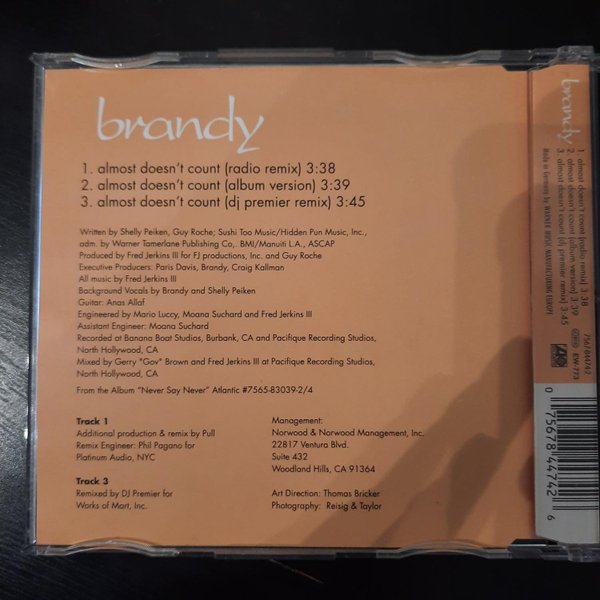 brandy
1. almost doesn't count (radio remix) 3:38
2. almost doesn't count (album version) 3:39
3. almost doesn't count (dj premier remix) 3:45
Written by Shelly Peiken, Guy Roche; Sushi Too Music/Hidden Pun Music, Inc.,
adm. by Warner Tamerlane Publishing Co,. BMI/Manuiti L.A., ASCAP
Produced by Fred Jerkins III for FJ productions, Inc. and Guy Roche
Executive Producers: Paris Davis, Brandy, Craig Kallman
All music by Fred Jerkins III
Background Vocals by Brandy and Shelly Peiken
Guitar: Anas Allaf
Engineered by Mario Luccy, Moana Suchard and Fred Jerkins III
Assistant Engineer: Moana Suchard
Recorded at Banana Boat Studios, Burbank, CA and Pacifique Recording Studios,
North Hollywood, CA
Mixed by Gerry "Gov" Brown and Fred Jerkins III at Pacifique Recording Studios,
North Hollywood, CA
From the Album "Never Say Never" Atlantic #7565-83039-2/4
Track 1
Additional production & remix by Pull
Remix Engineer: Phil Pagano for
Platinum Audio, NYC
Track 3
Remixed by DJ Premier for
Works of Mart, Inc.
Management:
Norwood & Norwood Management, Inc.
22817 Ventura Blvd.
Suite 432
Woodland Hills, CA 91364
Art Direction: Thomas Bricker
Photography: Reisig & Taylor
brandy
1. almost doesn't count (radio remix) 3:38
2. almost doesn't count (album version) 3:39
3. almost doesn't count (dj premier remix) 3:45
Made in Germany by WARNER MUSIC MANUFACTURING EUROPE
EW-773
0 75678 44742 6